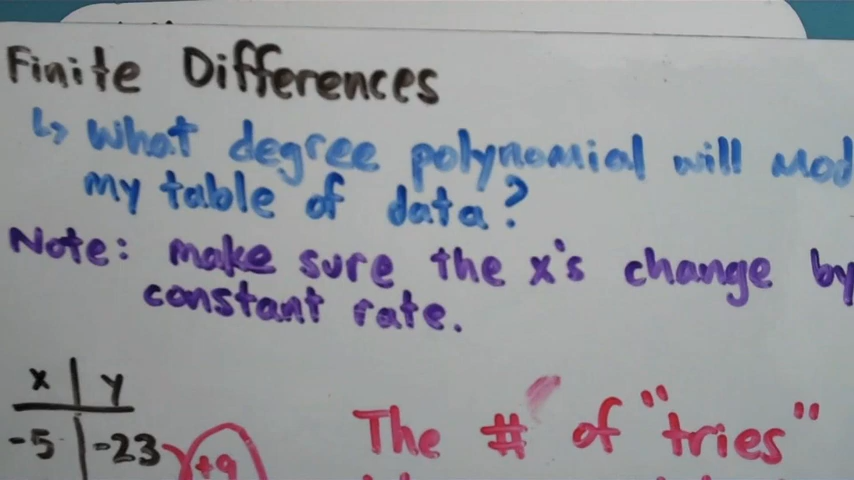 Finite Differences
↳ What degree polynomial will mod
my table of data?
Note: make sure the x's change by
constant rate.
x y
-5 -23 +9
The # of "tries"